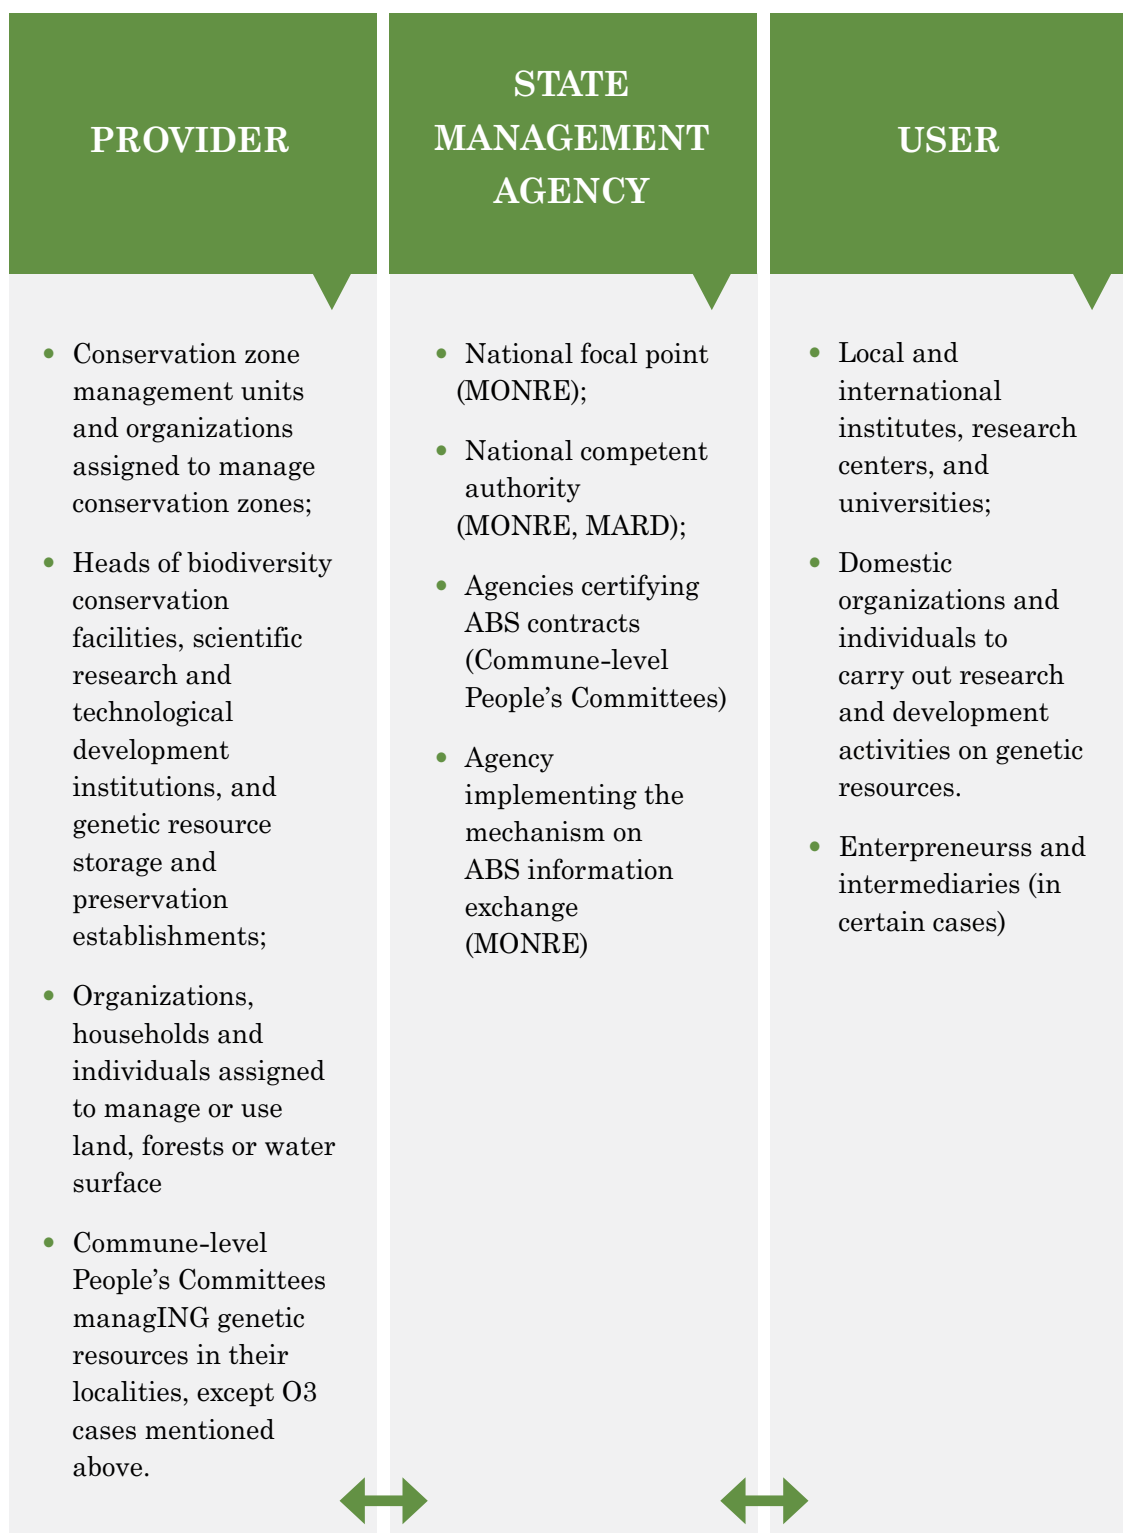 PROVIDER
• Conservation zone
management units
and organizations
assigned to manage
conservation zones;
• Heads of biodiversity
conservation
facilities, scientific
research and
technological
development
institutions, and
genetic resource
storage and
preservation
establishments;
• Organizations,
households and
individuals assigned
to manage or use
land, forests or water
surface
• Commune-level
People's Committees
managING genetic
resources in their
localities, except O3
cases mentioned
above.
STATE
MANAGEMENT
AGENCY
• National focal point
(MONRE);
• National competent
authority
(MONRE, MARD);
• Agencies certifying
ABS contracts
(Commune-level
People's Committees)
• Agency
implementing the
mechanism on
ABS information
exchange
(MONRE)
USER
• Local and
international
institutes, research
centers, and
universities;
• Domestic
organizations and
individuals to
carry out research
and development
activities on genetic
resources.
• Enterpreneurss and
intermediaries (in
certain cases)